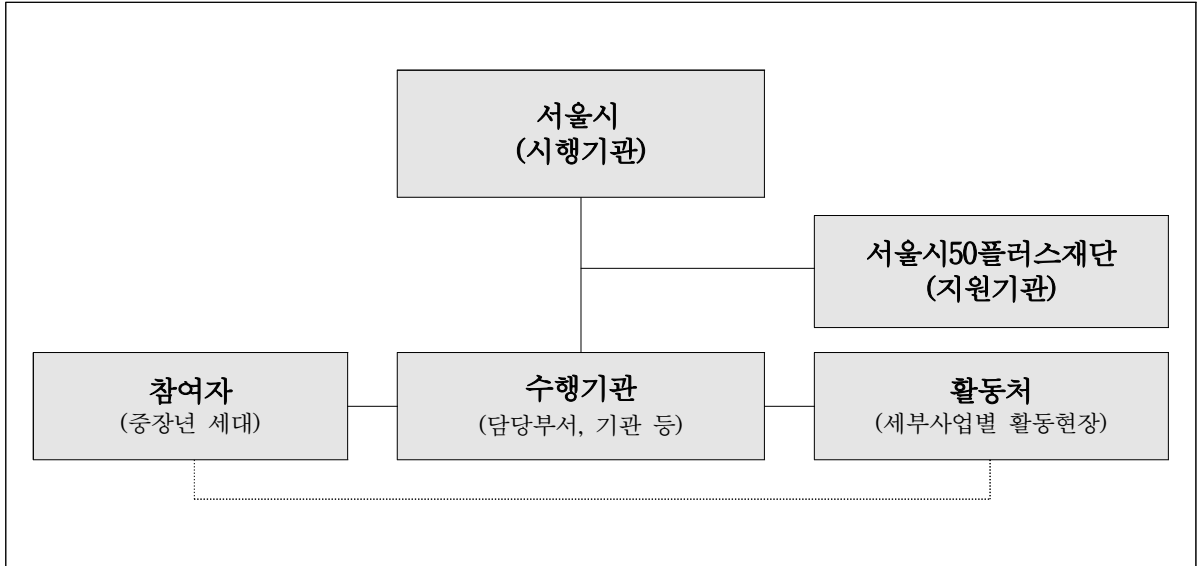 서울시
(시행기관)
서울시50플러스재단
(지원기관)
참여자
(중장년 세대)
수행기관
(담당부서, 기관 등)
활동처
(세부사업별 활동현장)